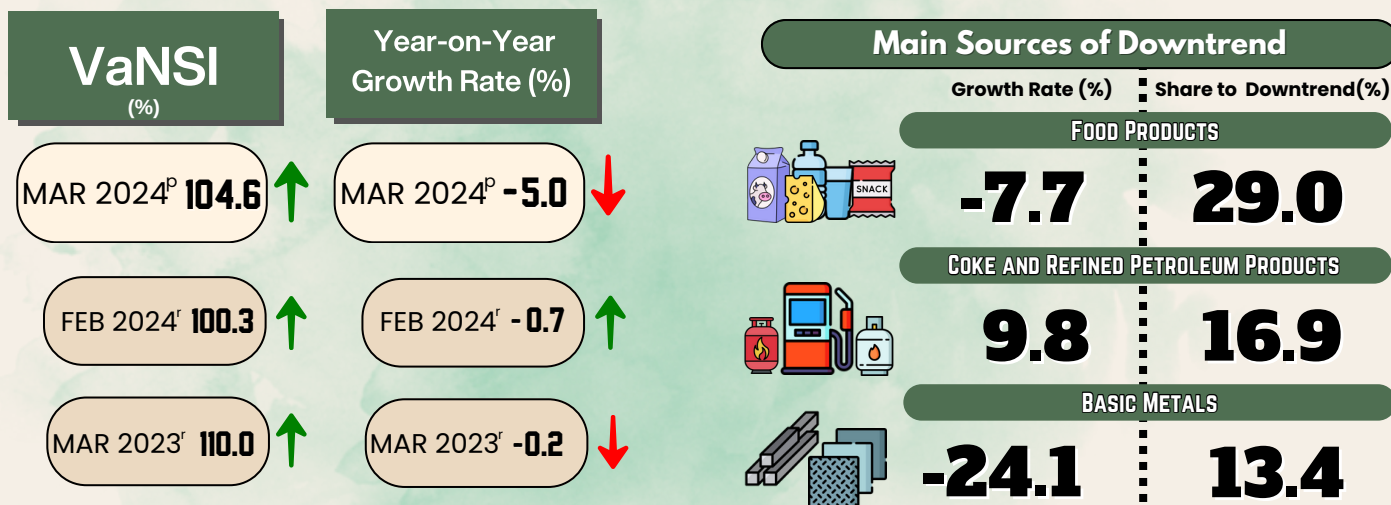 VaNSI
(%)
Year-on-Year
Growth Rate (%)
MAR 2024p 104.6
MAR 2024p -5.0
FEB 2024r 100.3
FEB 2024r -0.7
MAR 2023r 110.0
MAR 2023r -0.2
Main Sources of Downtrend
Growth Rate (%) Share to Downtrend(%)
FOOD PRODUCTS
SNACK
-7.7 29.0
COKE AND REFINED PETROLEUM PRODUCTS
9.8 16.9
BASIC METALS
-24.1 13.4